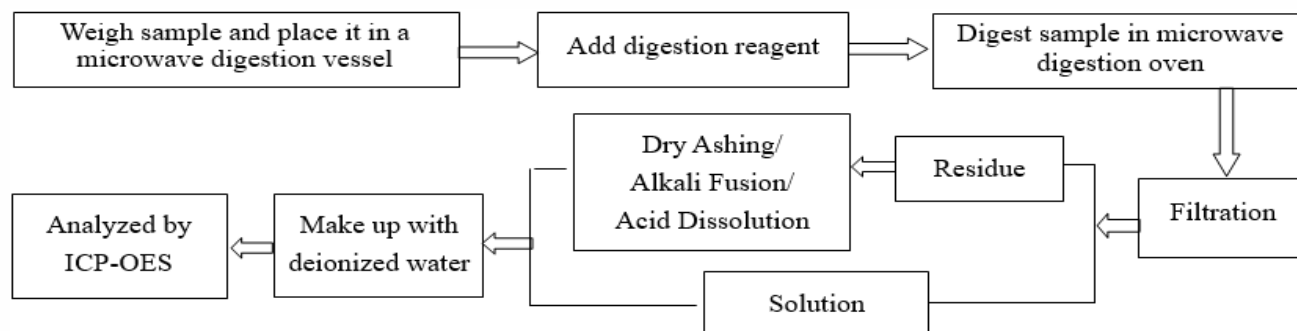 Weigh sample and place it in a
microwave digestion vessel
Add digestion reagent
Digest sample in microwave
digestion oven
Filtration
Residue
Solution
Dry Ashing/
Alkali Fusion/
Acid Dissolution
Make up with
deionized water
Analyzed by
ICP-OES